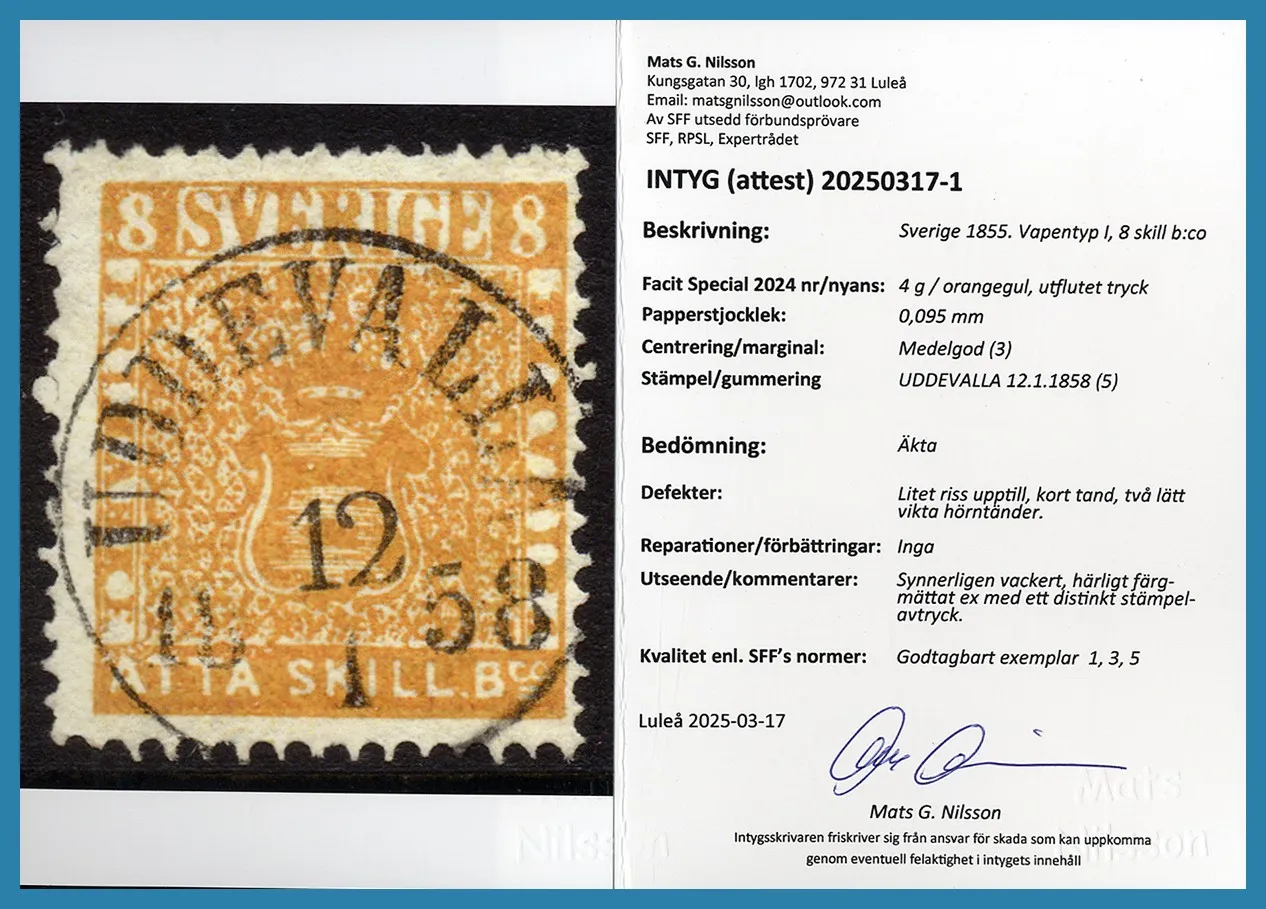 8 SVERIGE 8
UDDEVALLA
12
1
58
ÅTTA SKILL. Bco
Mats G. Nilsson
Kungsgatan 30, lgh 1702, 972 31 Luleå
Email: matsgnilsson@outlook.com
Av SFF utsedd förbundsprövare
SFF, RPSL, Expertrådet
INTYG (attest) 20250317-1
Beskrivning: Sverige 1855. Vapentyp I, 8 skill b:co
Facit Special 2024 nr/nyans: 4 g / orangegul, utflutet tryck
Papperstjocklek: 0,095 mm
Centrering/marginal: Medelgod (3)
Stämpel/gummering UDDEVALLA 12.1.1858 (5)
Bedömning: Äkta
Defekter: Litet riss upptill, kort tand, två lätt
vikta hörntänder.
Reparationer/förbättringar: Inga
Utseende/kommentarer: Synnerligen vackert, härligt färg-
mättat ex med ett distinkt stämpel-
avtryck.
Kvalitet enl. SFF's normer: Godtagbart exemplar 1, 3, 5
Luleå 2025-03-17
Mats G. Nilsson
Intygsskrivaren friskriver sig från ansvar för skada som kan uppkomma
genom eventuell felaktighet i intygets innehåll
Mats
Nilsson
Nilsson